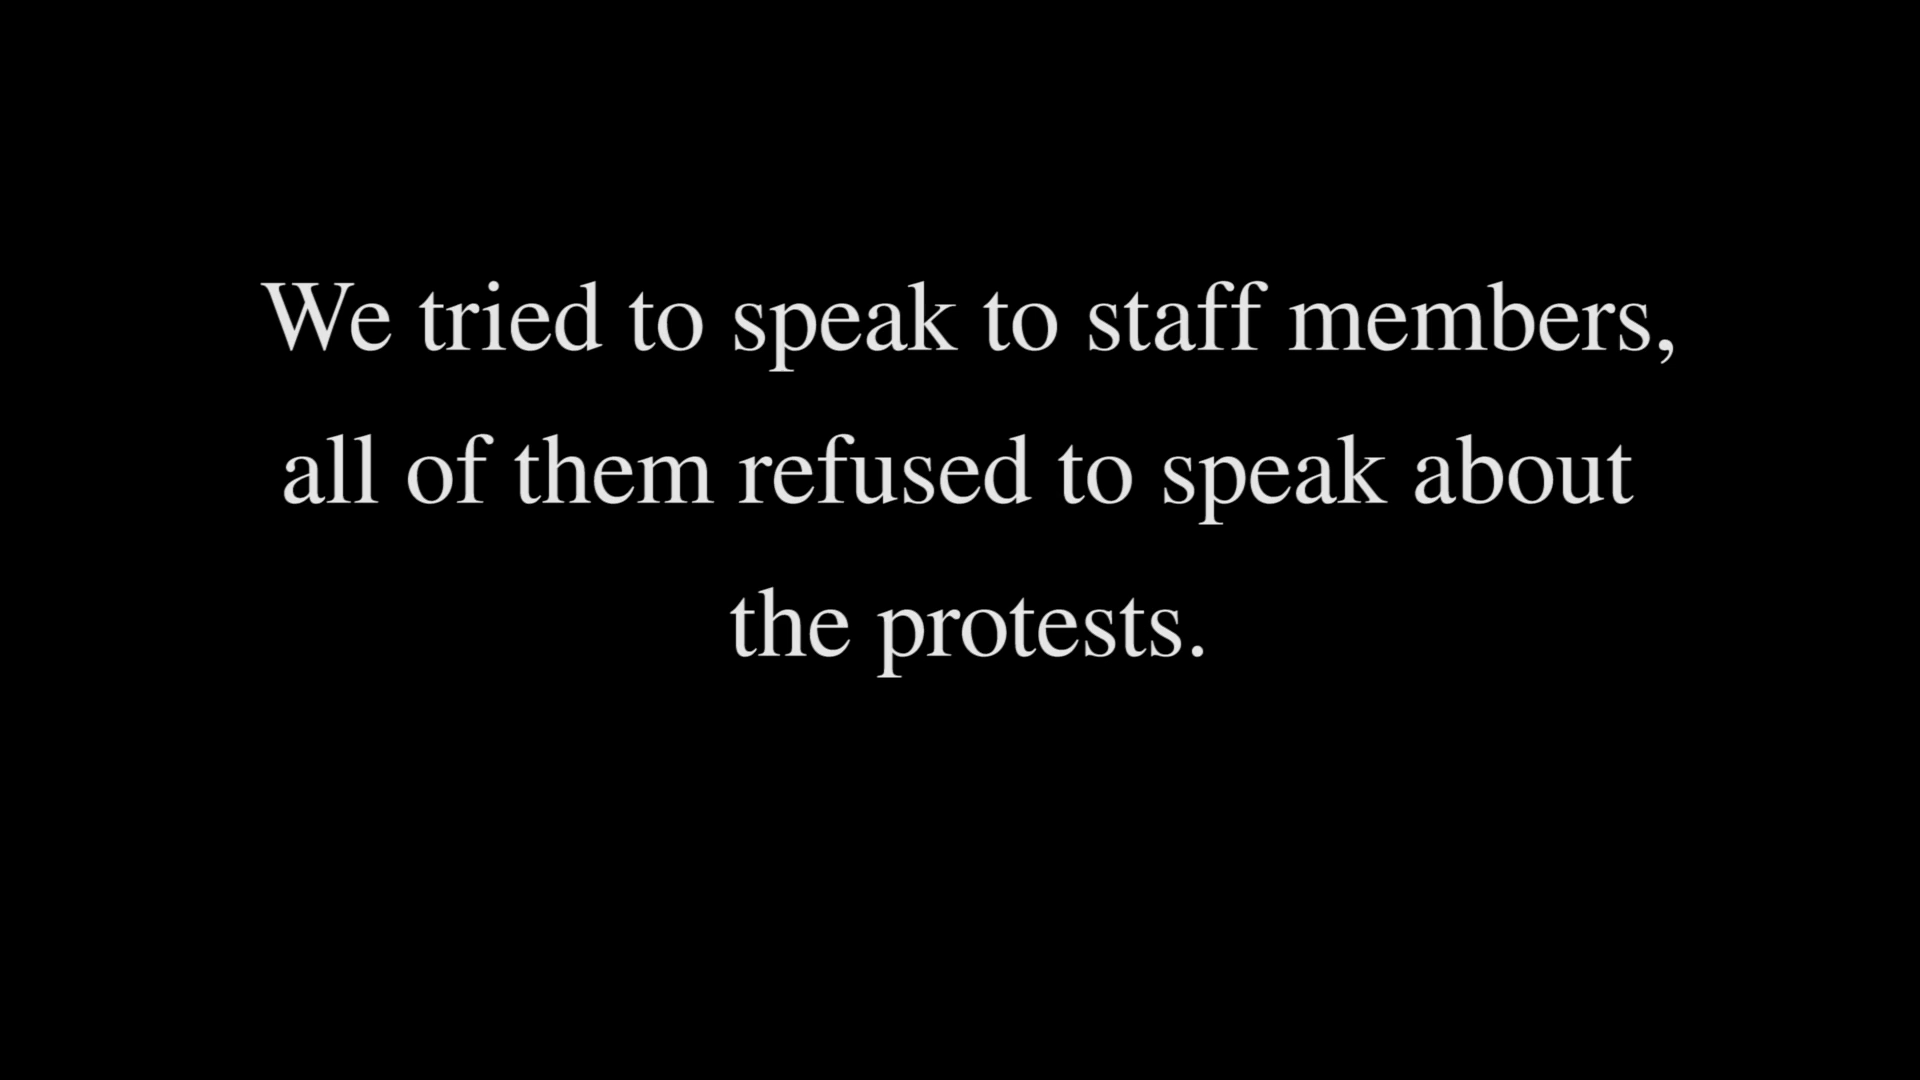 We tried to speak to staff members,
all of them refused to speak about
the protests.